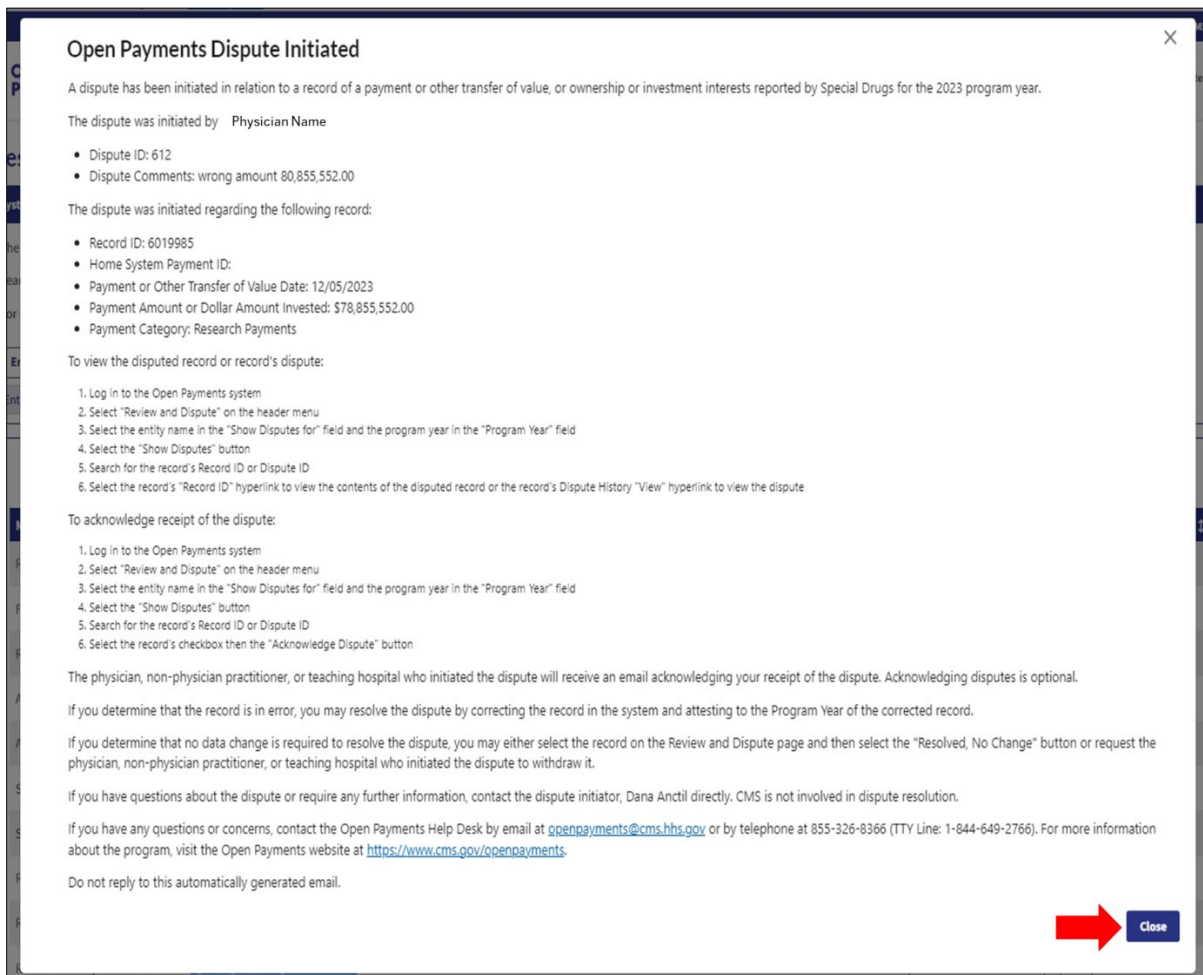 Open Payments Dispute Initiated
A dispute has been initiated in relation to a record of a payment or other transfer of value, or ownership or investment interests reported by Special Drugs for the 2023 program year.
The dispute was initiated by Physician Name
• Dispute ID: 612
• Dispute Comments: wrong amount 80,855,552.00
The dispute was initiated regarding the following record:
• Record ID: 6019985
• Home System Payment ID:
• Payment or Other Transfer of Value Date: 12/05/2023
• Payment Amount or Dollar Amount Invested: $78,855,552.00
• Payment Category: Research Payments
To view the disputed record or record's dispute:
1. Log in to the Open Payments system
2. Select "Review and Dispute" on the header menu
3. Select the entity name in the "Show Disputes for" field and the program year in the "Program Year" field
4. Select the "Show Disputes" button
5. Search for the record's Record ID or Dispute ID
6. Select the record's "Record ID" hyperlink to view the contents of the disputed record or the record's Dispute History "View" hyperlink to view the dispute
To acknowledge receipt of the dispute:
1. Log in to the Open Payments system
2. Select "Review and Dispute" on the header menu
3. Select the entity name in the "Show Disputes for" field and the program year in the "Program Year" field
4. Select the "Show Disputes" button
5. Search for the record's Record ID or Dispute ID
6. Select the record's checkbox then the "Acknowledge Dispute" button
The physician, non-physician practitioner, or teaching hospital who initiated the dispute will receive an email acknowledging your receipt of the dispute. Acknowledging disputes is optional.
If you determine that the record is in error, you may resolve the dispute by correcting the record in the system and attesting to the Program Year of the corrected record.
If you determine that no data change is required to resolve the dispute, you may either select the record on the Review and Dispute page and then select the "Resolved, No Change" button or request the
physician, non-physician practitioner, or teaching hospital who initiated the dispute to withdraw it.
If you have questions about the dispute or require any further information, contact the dispute initiator, Dana Anctil directly. CMS is not involved in dispute resolution.
If you have any questions or concerns, contact the Open Payments Help Desk by email at openpayments@cms.hhs.gov or by telephone at 855-326-8366 (TTY Line: 1-844-649-2766). For more information
about the program, visit the Open Payments website at https://www.cms.gov/openpayments.
Do not reply to this automatically generated email.
Close